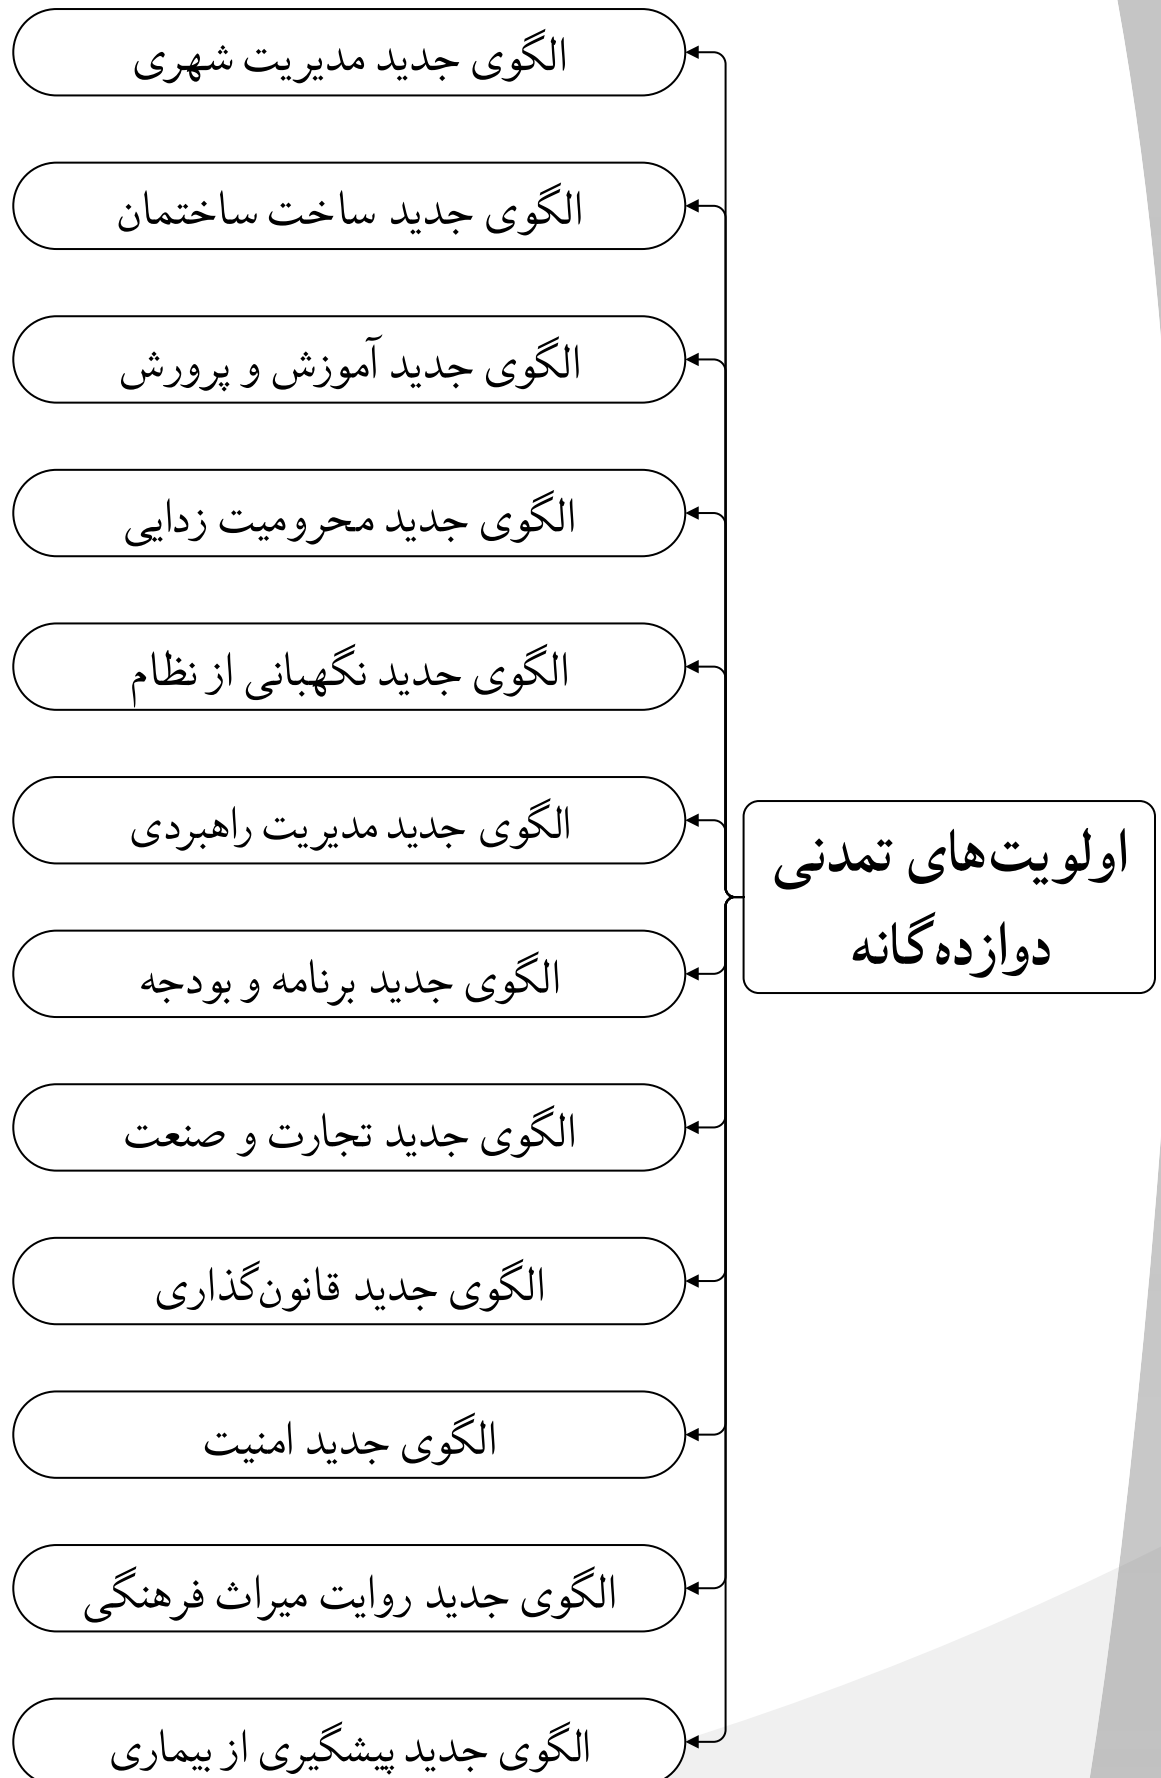 اولویت‌های تمدنی
دوازده‌گانه
الگوی جدید مدیریت شهری
الگوی جدید ساخت ساختمان
الگوی جدید آموزش و پرورش
الگوی جدید محرومیت زدایی
الگوی جدید نگهبانی از نظام
الگوی جدید مدیریت راهبردی
الگوی جدید برنامه و بودجه
الگوی جدید تجارت و صنعت
الگوی جدید قانون‌گذاری
الگوی جدید امنیت
الگوی جدید روایت میراث فرهنگی
الگوی جدید پیشگیری از بیماری